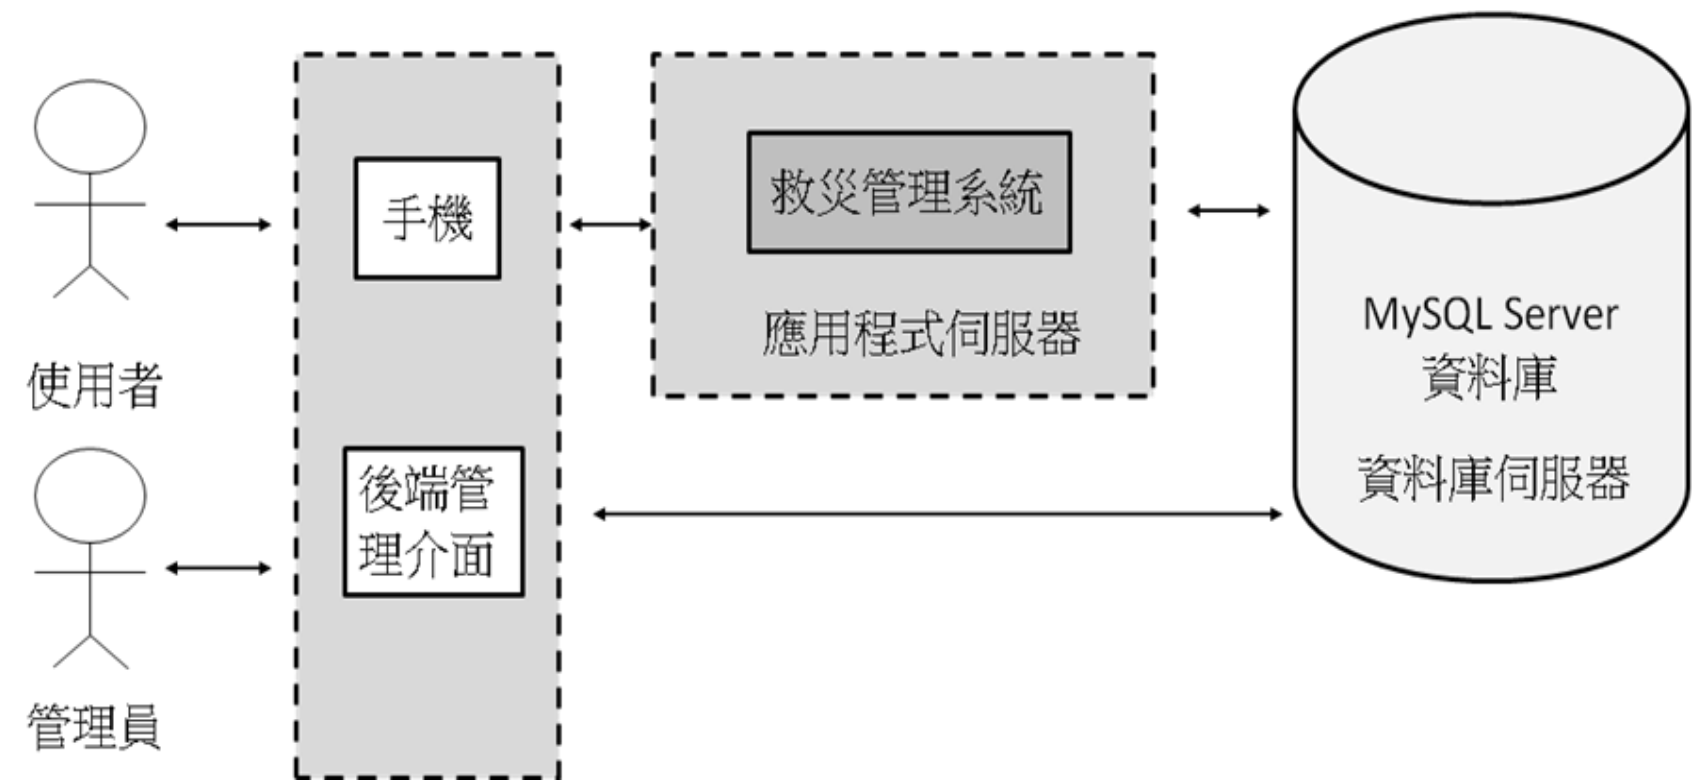 手機
救災管理系統
應用程式伺服器
MySQL Server
資料庫
資料庫伺服器
使用者
後端管
理介面
管理員